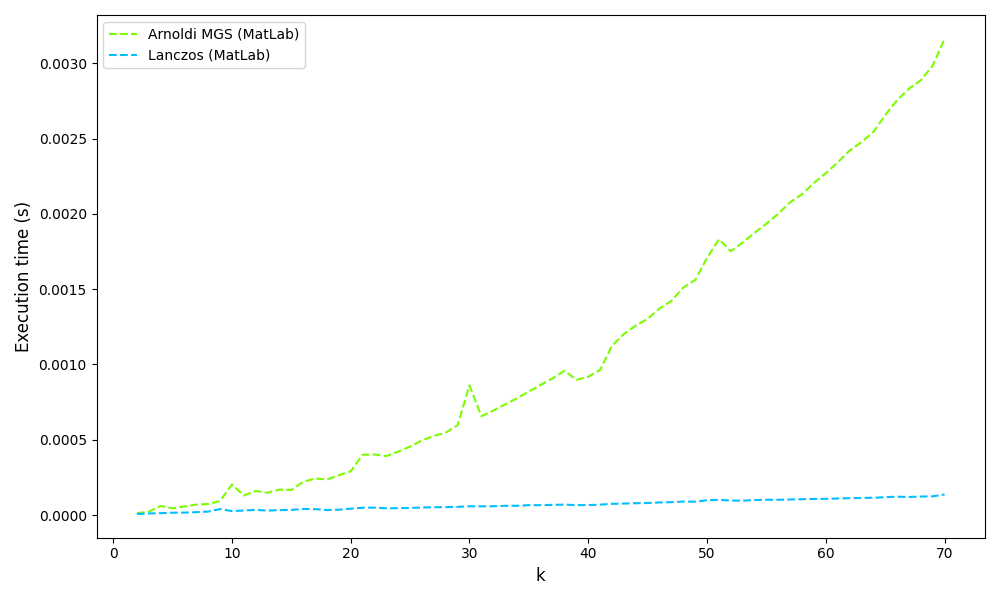 Arnoldi MGS (MatLab)
Lanczos (MatLab)
Execution time (s)
0.0030
0.0025
0.0020
0.0015
0.0010
0.0005
0.0000
0 10 20 30 40 50 60 70
k